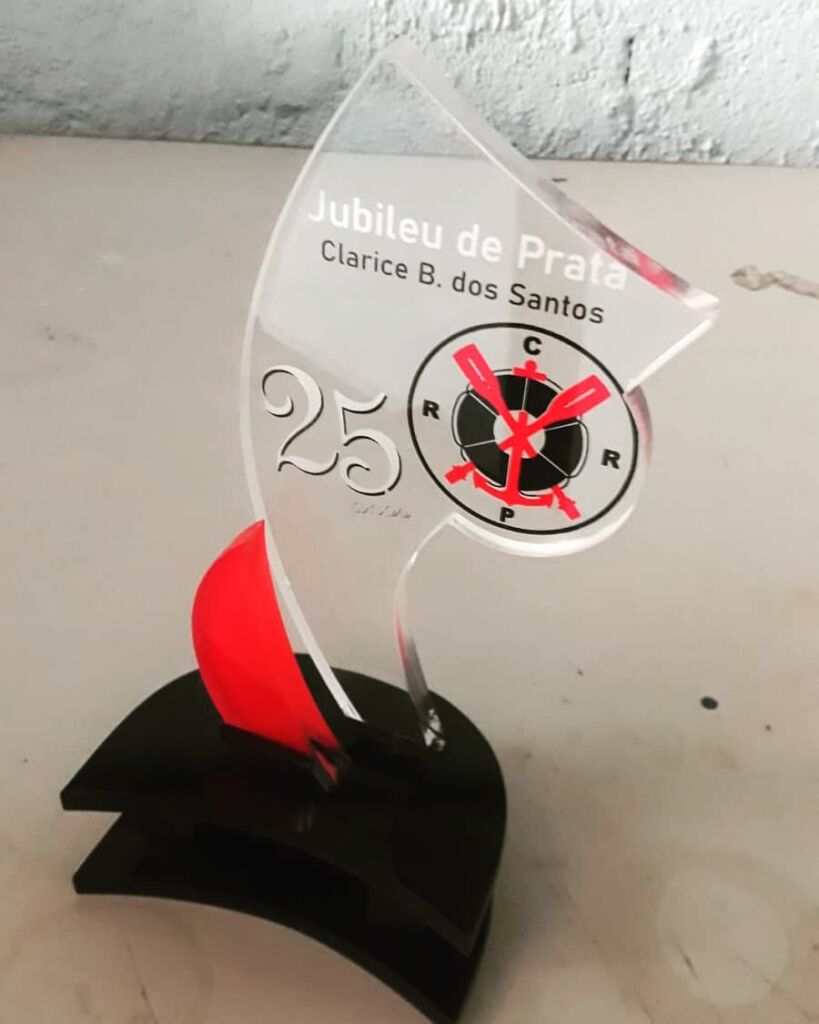 Jubileu de Prata
Clarice B. dos Santos
25
C
R R
P